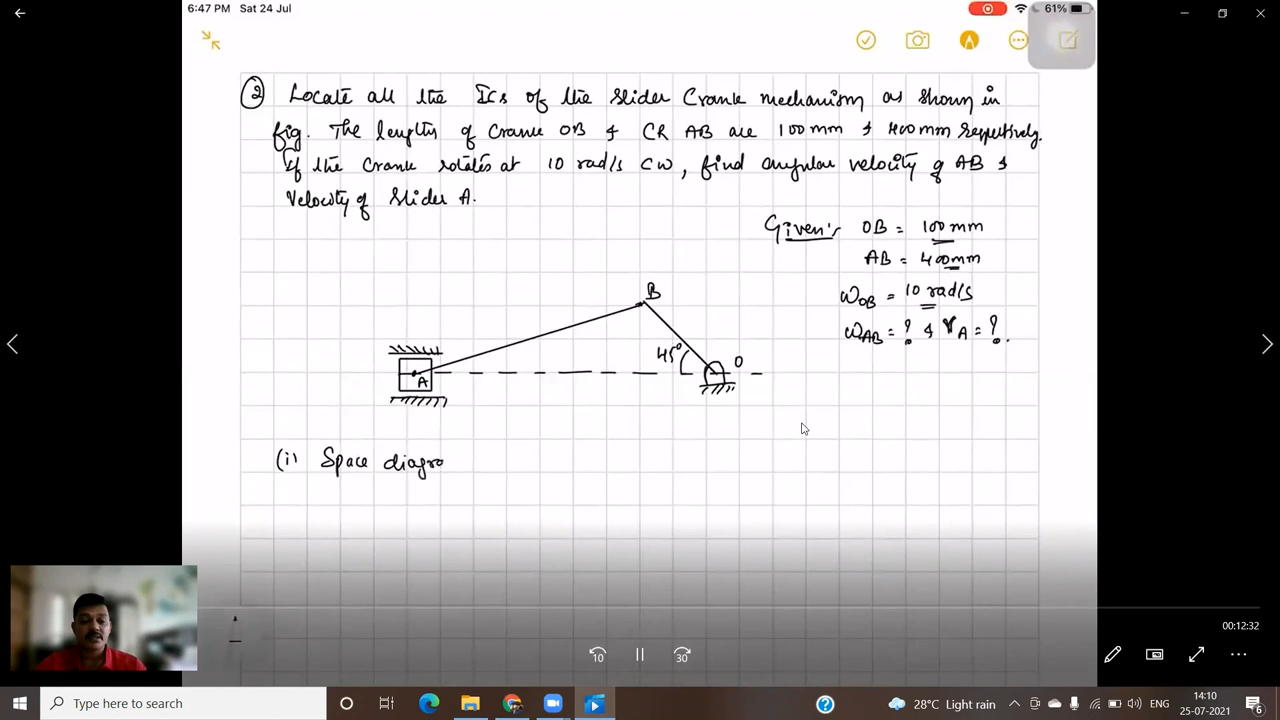 6:47 PM Sat 24 Jul
61%
② Locate all the ICs of the slider Crank mechanism as shown in
fig. The lengths of Crank OB & CR AB are 100 mm & 400 mm respectively.
If the Crank rotates at 10 rad/s CW, find angular velocity of AB &
Velocity of Slider A.
Given:
OB = 100 mm
AB = 400 mm
ω_OB = 10 rad/s
ω_AB = ? & V_A = ?.
B
45°
O
A
(i) Space diagra
00:12:32
10
30
Type here to search
28°C Light rain
ENG
14:10
25-07-2021
6